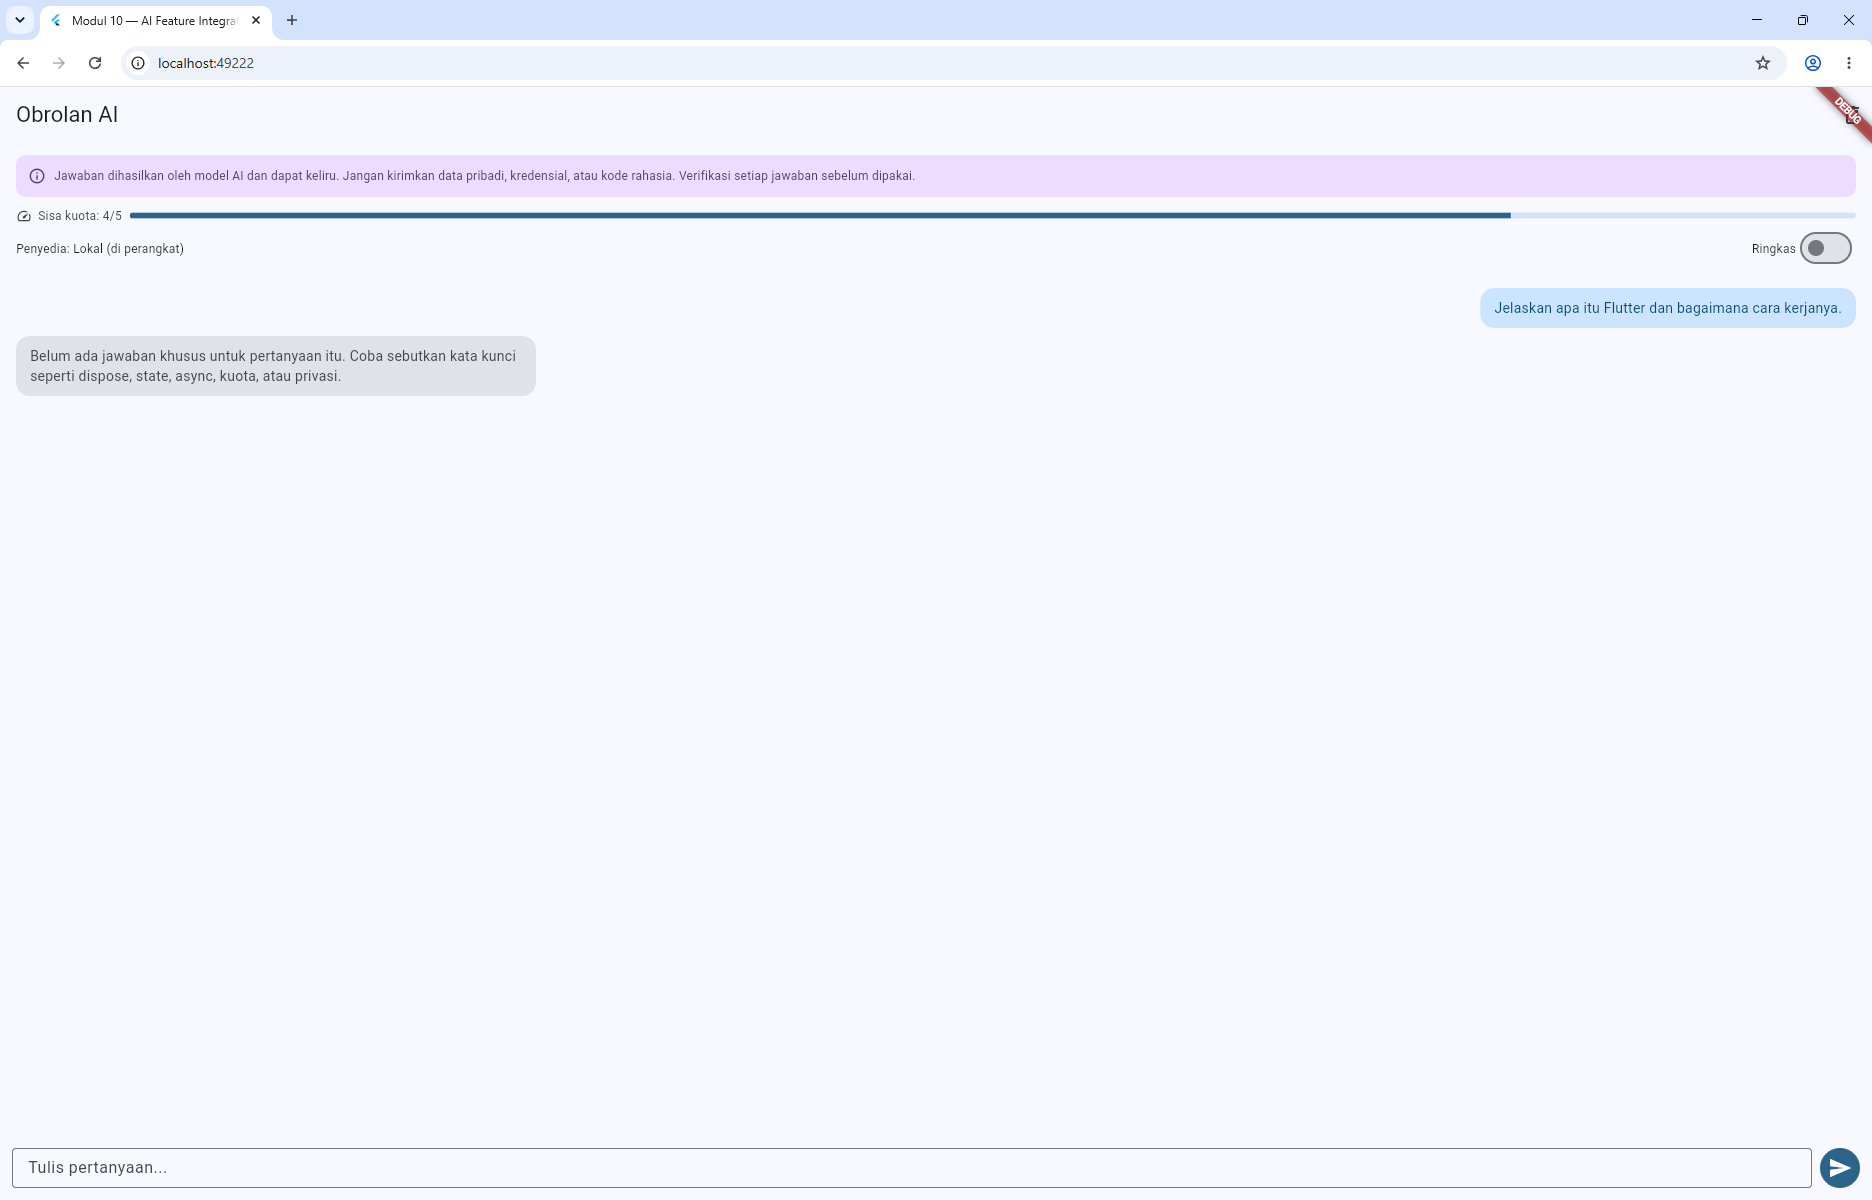 Modul 10 — AI Feature Integra
localhost:49222
Obrolan AI
DEBUG
Jawaban dihasilkan oleh model AI dan dapat keliru. Jangan kirimkan data pribadi, kredensial, atau kode rahasia. Verifikasi setiap jawaban sebelum dipakai.
Sisa kuota: 4/5
Penyedia: Lokal (di perangkat)
Ringkas
Jelaskan apa itu Flutter dan bagaimana cara kerjanya.
Belum ada jawaban khusus untuk pertanyaan itu. Coba sebutkan kata kunci
seperti dispose, state, async, kuota, atau privasi.
Tulis pertanyaan...